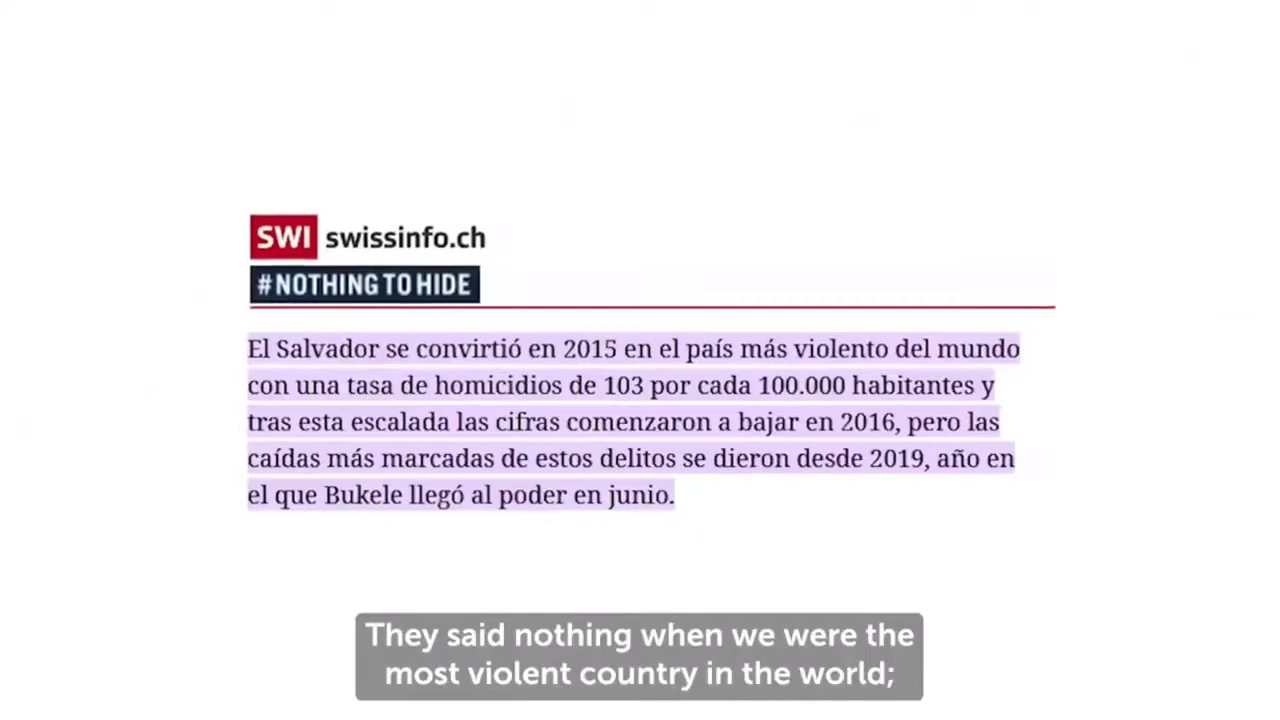 SWI swissinfo.ch
#NOTHING TO HIDE
El Salvador se convirtió en 2015 en el país más violento del mundo
con una tasa de homicidios de 103 por cada 100.000 habitantes y
tras esta escalada las cifras comenzaron a bajar en 2016, pero las
caídas más marcadas de estos delitos se dieron desde 2019, año en
el que Bukele llegó al poder en junio.
They said nothing when we were the
most violent country in the world;